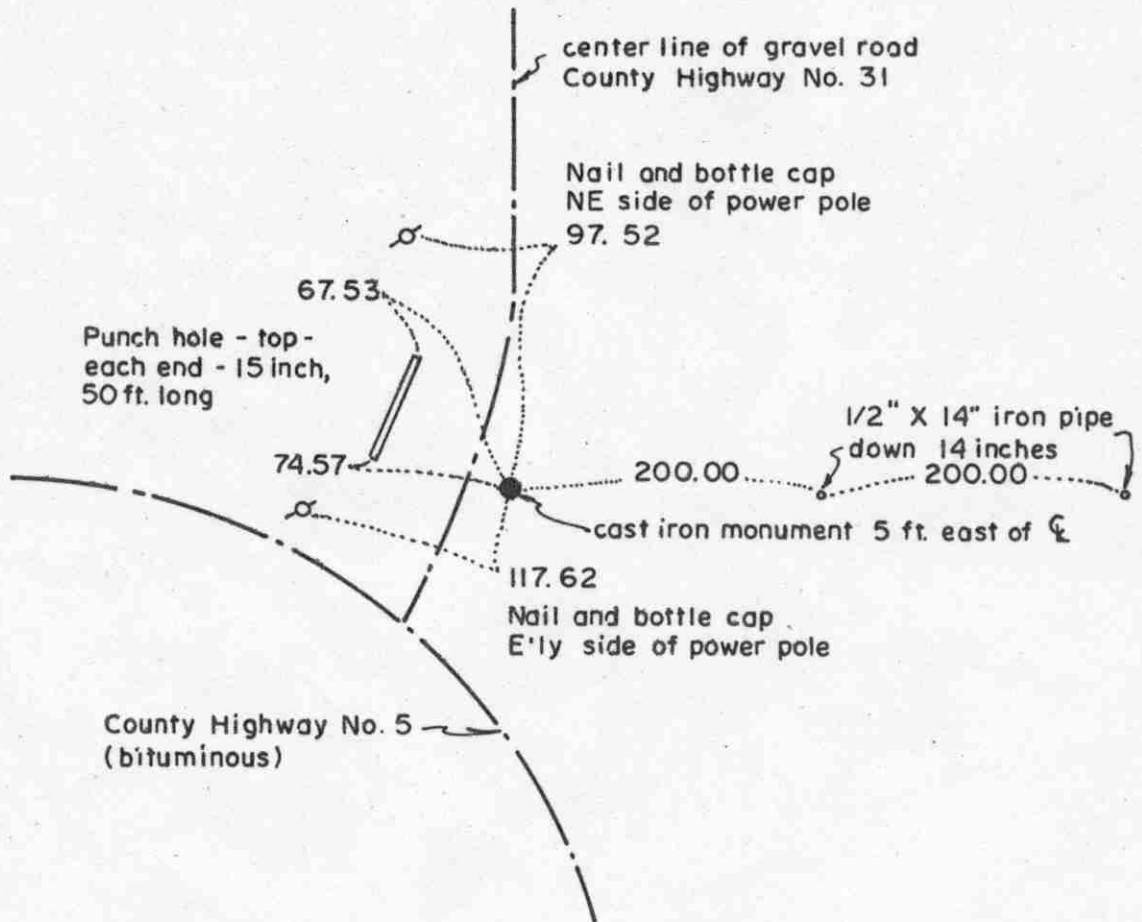 center line of gravel road
County Highway No. 31
Nail and bottle cap
NE side of power pole
97. 52
67.53
Punch hole - top -
each end - 15 inch,
50 ft. long
1/2" X 14" iron pipe
down 14 inches
74.57
200.00
200.00
cast iron monument 5 ft. east of ℄
117.62
Nail and bottle cap
E'ly side of power pole
County Highway No. 5
(bituminous)